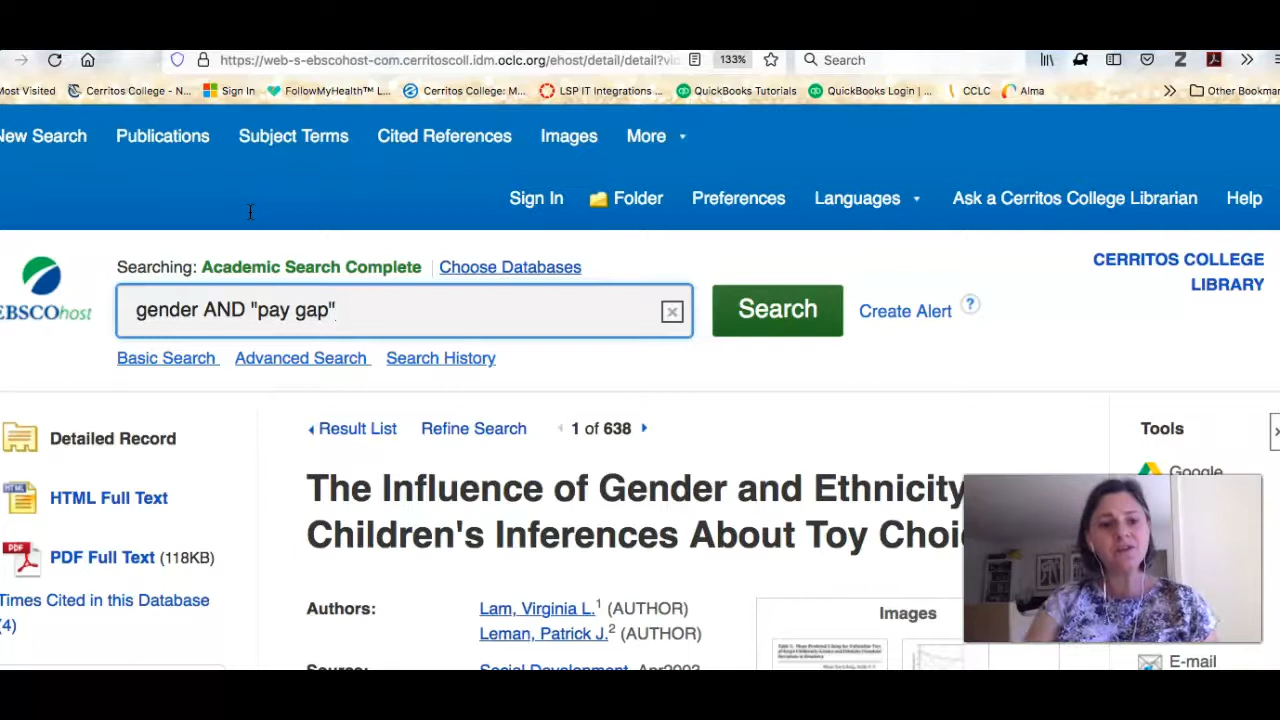 https://web-s-ebscohost-com.cerritoscoll.idm.oclc.org/ehost/detail/detail?vi
133%
Search
Most Visited
Cerritos College - N...
Sign In
FollowMyHealth™ L...
Cerritos College: M...
LSP IT Integrations ...
QuickBooks Tutorials
QuickBooks Login | ...
CCLC
Alma
Other Bookmar
New Search
Publications
Subject Terms
Cited References
Images
More
Sign In
Folder
Preferences
Languages
Ask a Cerritos College Librarian
Help
EBSCOhost
Searching: Academic Search Complete
Choose Databases
CERRITOS COLLEGE
LIBRARY
gender AND "pay gap"
Search
Create Alert
Basic Search
Advanced Search
Search History
Detailed Record
HTML Full Text
PDF Full Text (118KB)
Times Cited in this Database
(4)
Result List
Refine Search
1 of 638
Tools
Google
The Influence of Gender and Ethnicity
Children's Inferences About Toy Choi
Authors:
Lam, Virginia L.1 (AUTHOR)
Leman, Patrick J.2 (AUTHOR)
Images
Source:
Social Development. Apr2003
E-mail